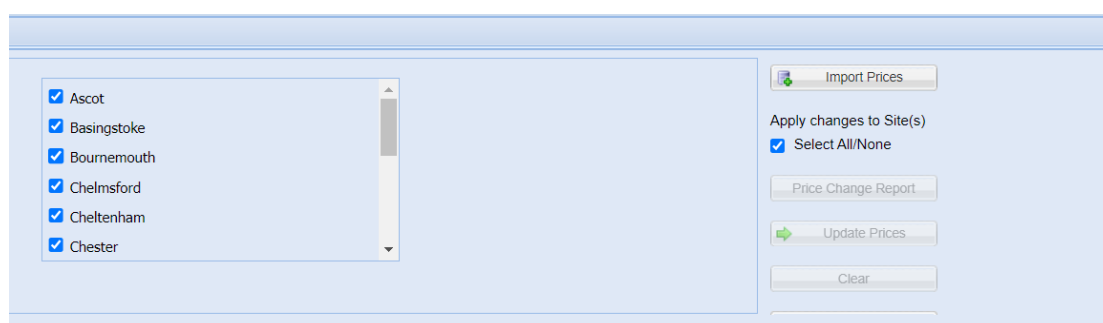 Ascot
Basingstoke
Bournemouth
Chelmsford
Cheltenham
Chester
Import Prices
Apply changes to Site(s)
Select All/None
Price Change Report
Update Prices
Clear